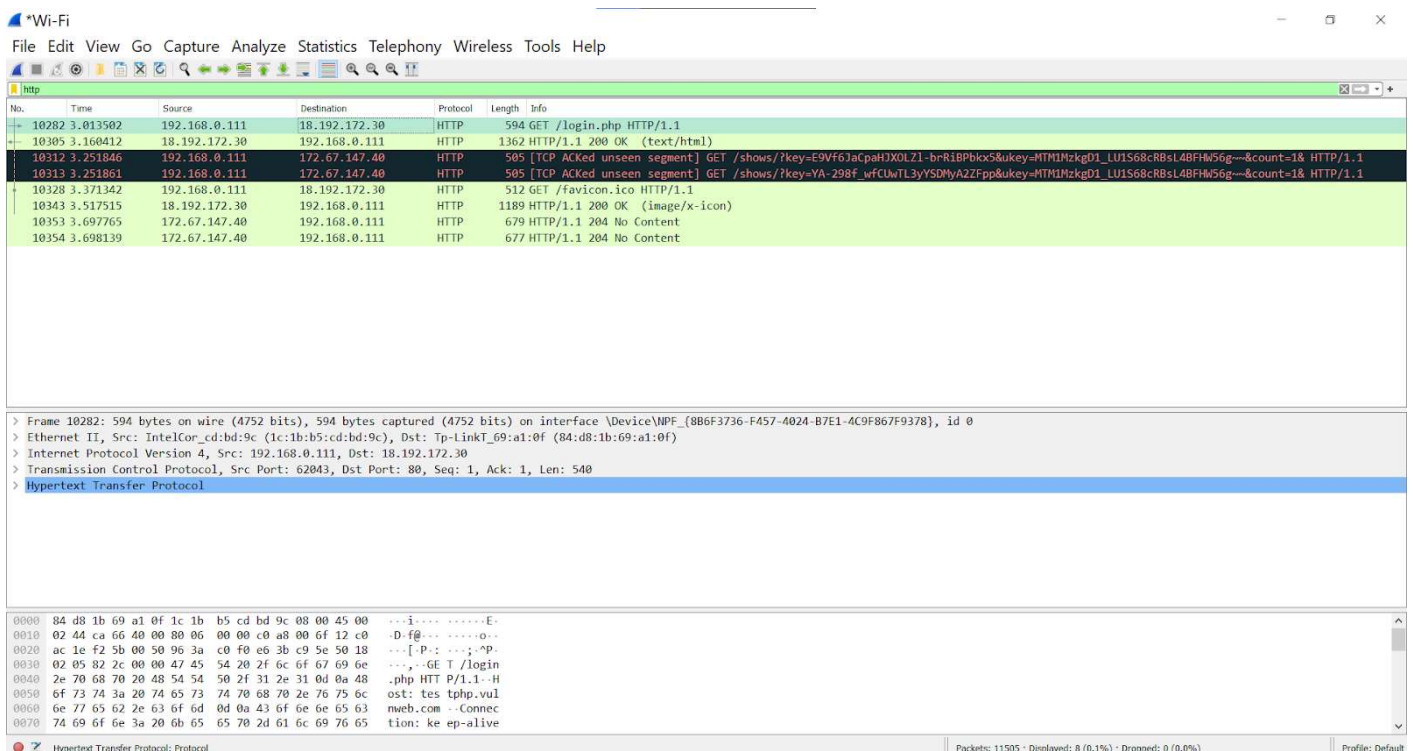 *Wi-Fi
File Edit View Go Capture Analyze Statistics Telephony Wireless Tools Help
http
No. Time Source Destination Protocol Length Info
10282 3.013502 192.168.0.111 18.192.172.30 HTTP 594 GET /login.php HTTP/1.1
10305 3.160412 18.192.172.30 192.168.0.111 HTTP 1362 HTTP/1.1 200 OK (text/html)
10312 3.251846 192.168.0.111 172.67.147.40 HTTP 505 [TCP ACKed unseen segment] GET /shows/?key=E9Vf6JaCpaHJXOLZl-brRiBPbkx5&ukey=MTM1MzkgD1_LU1S68cRBsL4BFHW56g~~&count=1& HTTP/1.1
10313 3.251861 192.168.0.111 172.67.147.40 HTTP 505 [TCP ACKed unseen segment] GET /shows/?key=YA-298f_wfCUwTL3yYSDMyA2ZFpp&ukey=MTM1MzkgD1_LU1S68cRBsL4BFHW56g~~&count=1& HTTP/1.1
10328 3.371342 192.168.0.111 18.192.172.30 HTTP 512 GET /favicon.ico HTTP/1.1
10343 3.517515 18.192.172.30 192.168.0.111 HTTP 1189 HTTP/1.1 200 OK (image/x-icon)
10353 3.697765 172.67.147.40 192.168.0.111 HTTP 679 HTTP/1.1 204 No Content
10354 3.698139 172.67.147.40 192.168.0.111 HTTP 677 HTTP/1.1 204 No Content
> Frame 10282: 594 bytes on wire (4752 bits), 594 bytes captured (4752 bits) on interface \Device\NPF_{8B6F3736-F457-4024-B7E1-4C9F867F9378}, id 0
> Ethernet II, Src: IntelCor_cd:bd:9c (1c:1b:b5:cd:bd:9c), Dst: Tp-LinkT_69:a1:0f (84:d8:1b:69:a1:0f)
> Internet Protocol Version 4, Src: 192.168.0.111, Dst: 18.192.172.30
> Transmission Control Protocol, Src Port: 62043, Dst Port: 80, Seq: 1, Ack: 1, Len: 540
> Hypertext Transfer Protocol
0000 84 d8 1b 69 a1 0f 1c 1b b5 cd bd 9c 08 00 45 00 ···i···· ······E·
0010 02 44 ca 66 40 00 80 06 00 00 c0 a8 00 6f 12 c0 ·D·f@··· ·····o··
0020 ac 1e f2 5b 00 50 96 3a c0 f0 e6 3b c9 5e 50 18 ···[·P·: ···;·^P·
0030 02 05 82 2c 00 00 47 45 54 20 2f 6c 6f 67 69 6e ···,··GE T /login
0040 2e 70 68 70 20 48 54 54 50 2f 31 2e 31 0d 0a 48 .php HTT P/1.1··H
0050 6f 73 74 3a 20 74 65 73 74 70 68 70 2e 76 75 6c ost: tes tphp.vul
0060 6e 77 65 62 2e 63 6f 6d 0d 0a 43 6f 6e 6e 65 63 nweb.com ··Connec
0070 74 69 6f 6e 3a 20 6b 65 65 70 2d 61 6c 69 76 65 tion: ke ep-alive
Hypertext Transfer Protocol: Protocol Packets: 11505 · Displayed: 8 (0.1%) · Dropped: 0 (0.0%) Profile: Default